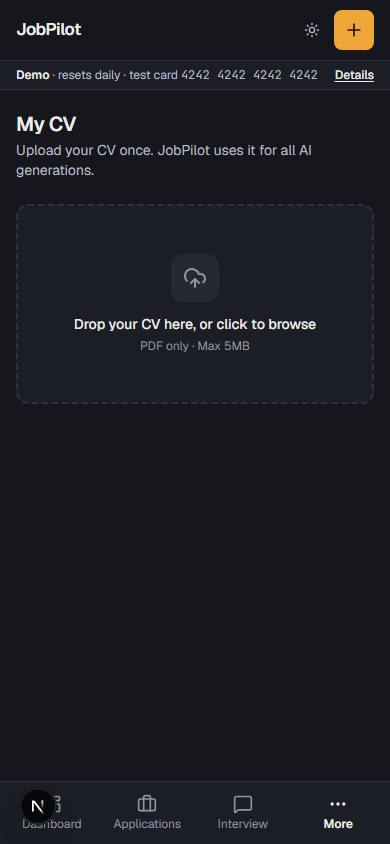 JobPilot
Demo · resets daily · test card 4242 4242 4242 4242 Details
My CV
Upload your CV once. JobPilot uses it for all AI
generations.
Drop your CV here, or click to browse
PDF only · Max 5MB
N
Dashboard Applications Interview More